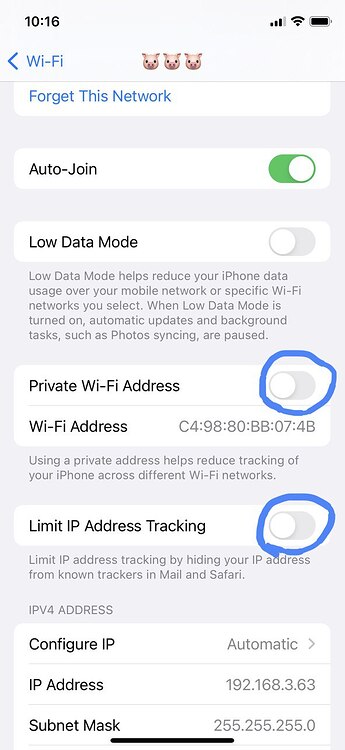 10:16
Wi-Fi
🐷🐷🐷
Forget This Network
Auto-Join
Low Data Mode
Low Data Mode helps reduce your iPhone data
usage over your mobile network or specific Wi-Fi
networks you select. When Low Data Mode is
turned on, automatic updates and background
tasks, such as Photos syncing, are paused.
Private Wi-Fi Address
Wi-Fi Address C4:98:80:BB:07:4B
Using a private address helps reduce tracking of
your iPhone across different Wi-Fi networks.
Limit IP Address Tracking
Limit IP address tracking by hiding your IP address
from known trackers in Mail and Safari.
IPV4 ADDRESS
Configure IP Automatic
IP Address 192.168.3.63
Subnet Mask 255.255.255.0